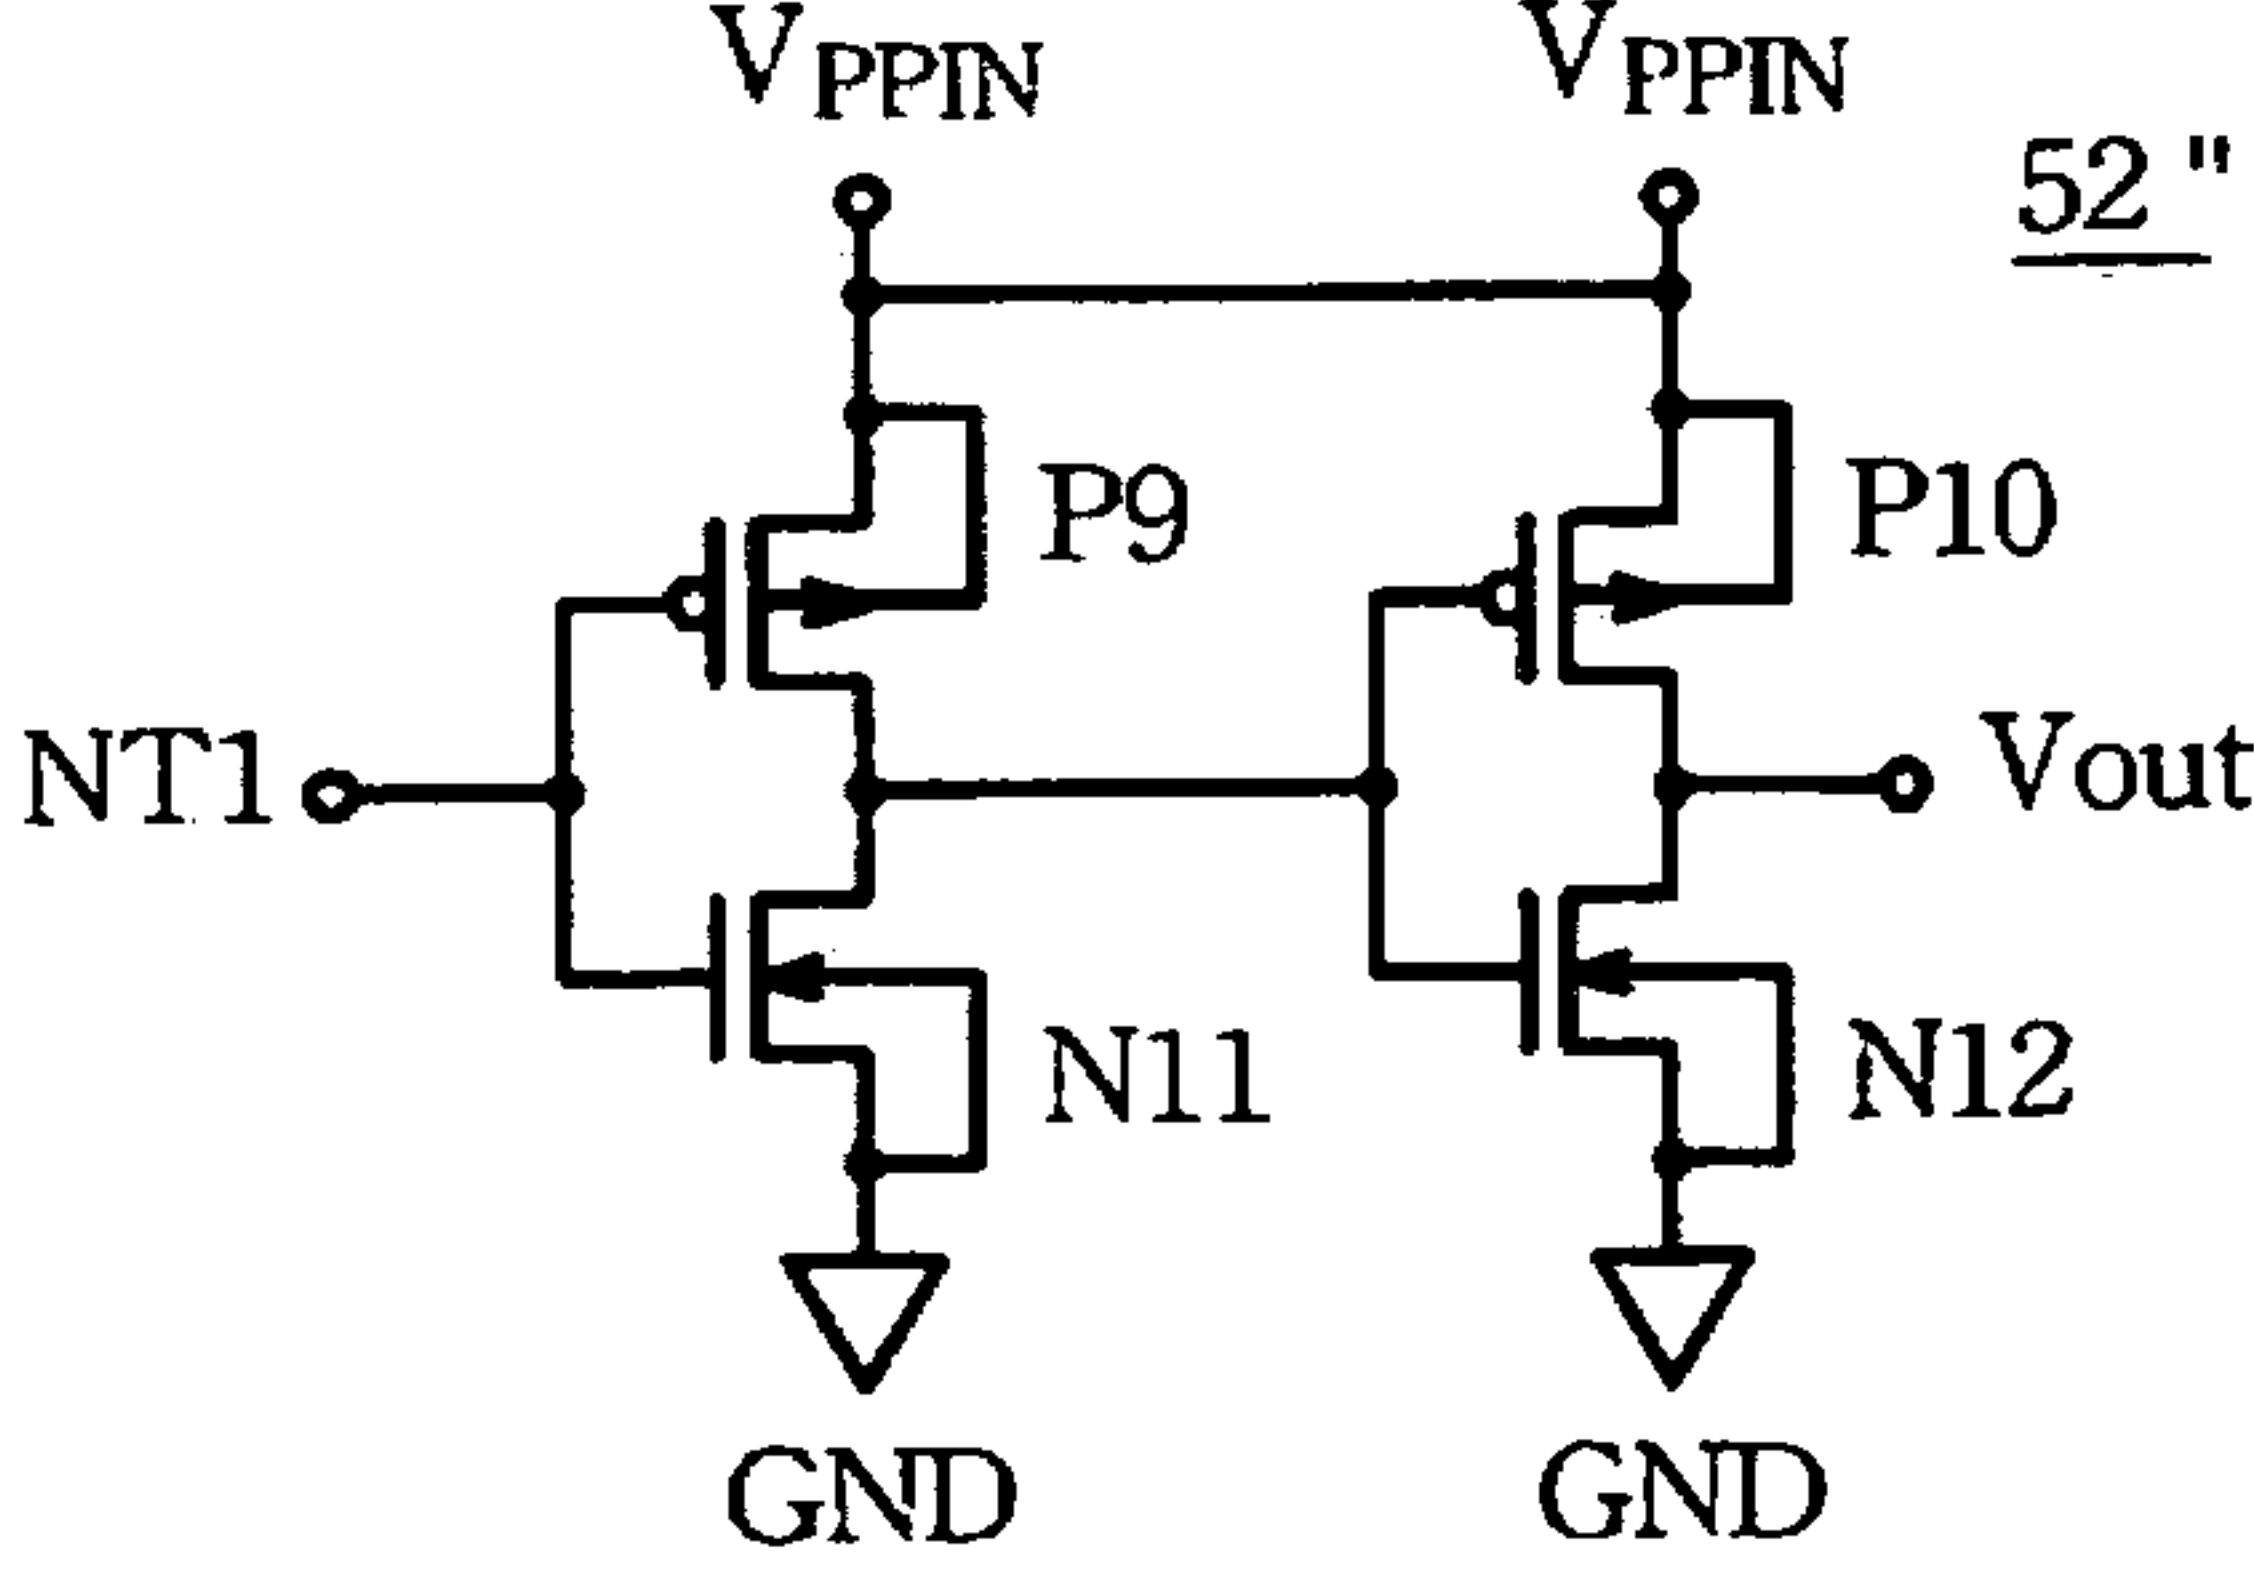 VPPIN VPPIN
52"
P9 P10
NT1 Vout
N11 N12
GND GND